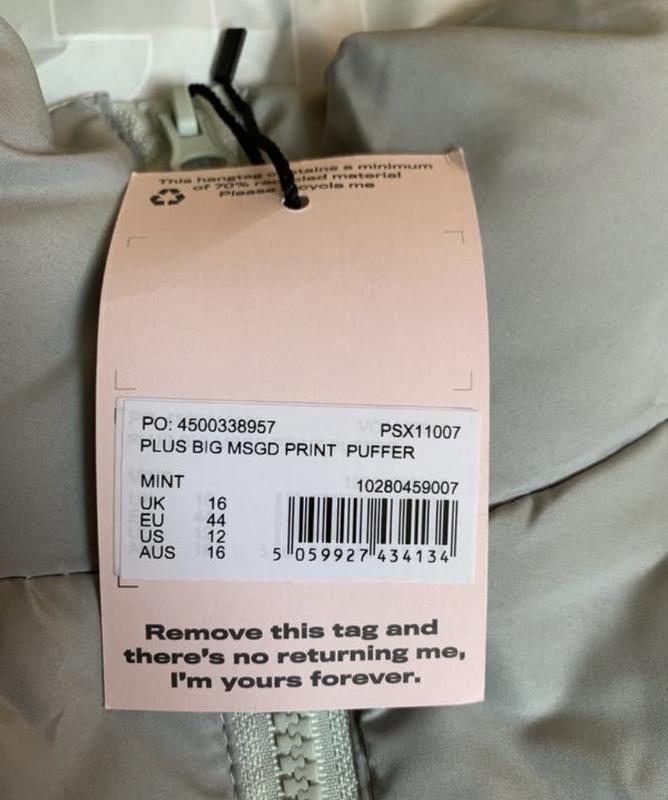 This hangtag contains a minimum
of 70% recycled material
Please recycle me
PO: 4500338957 PSX11007
PLUS BIG MSGD PRINT PUFFER
MINT 10280459007
UK 16
EU 44
US 12
AUS 16
5 059927 434134
Remove this tag and
there's no returning me,
I'm yours forever.